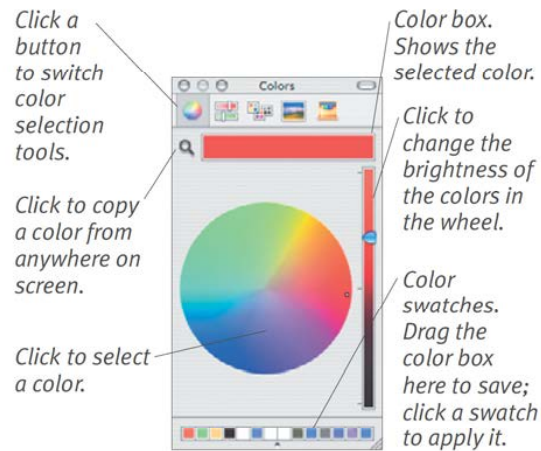 Click a
button
to switch
color
selection
tools.
Click to copy
a color from
anywhere on
screen.
Click to select
a color.
Colors
Color box.
Shows the
selected color.
Click to
change the
brightness of
the colors in
the wheel.
Color
swatches.
Drag the
color box
here to save;
click a swatch
to apply it.